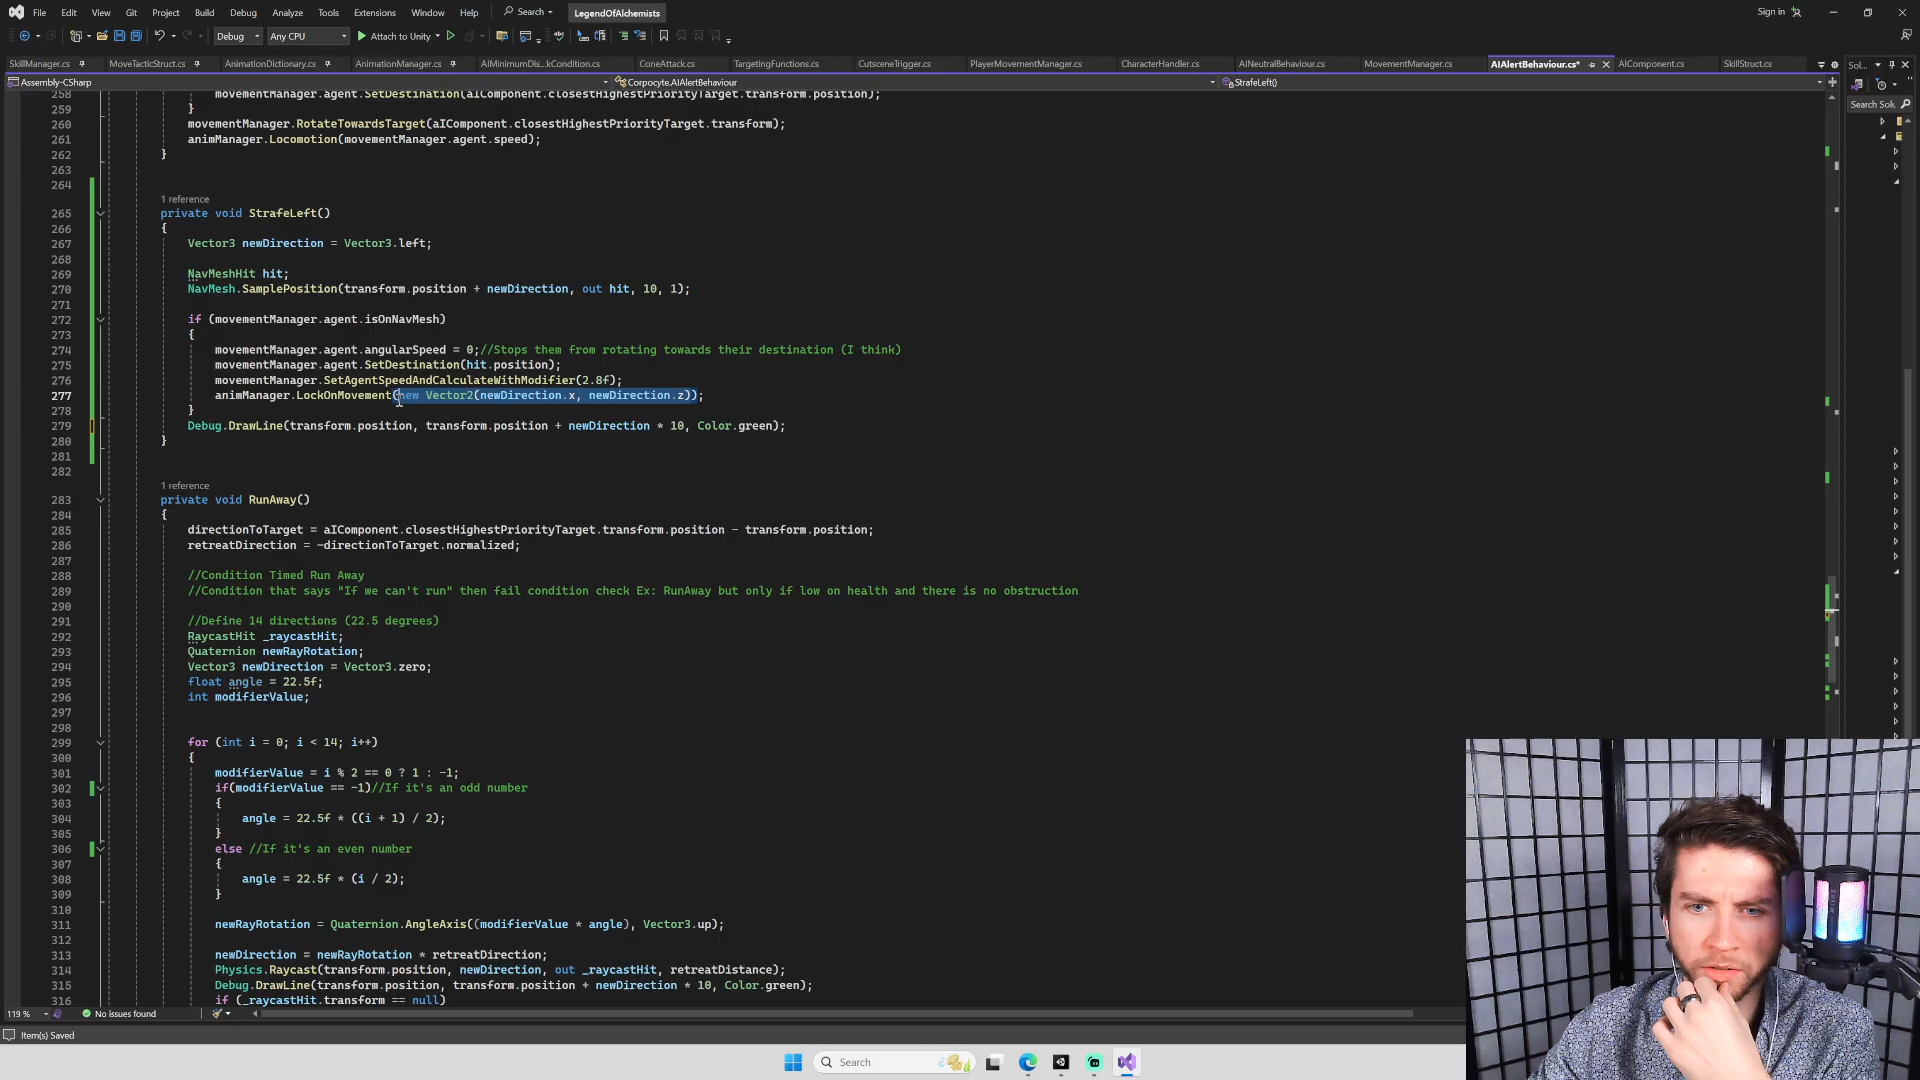 File Edit View Git Project Build Debug Analyze Tools Extensions Window Help Search LegendOfAlchemists Sign in
Debug Any CPU Attach to Unity
SkillManager.cs MoveTacticStruct.cs AnimationDictionary.cs AnimationManager.cs AIMinimumDis...kCondition.cs ConeAttack.cs TargetingFunctions.cs CutsceneTrigger.cs PlayerMovementManager.cs CharacterHandler.cs AINeutralBehaviour.cs MovementManager.cs AIAlertBehaviour.cs* AIComponent.cs SkillStruct.cs Sol...
Assembly-CSharp Corpocyte.AIAlertBehaviour StrafeLeft()
Search Solu
258 movementManager.agent.SetDestination(aIComponent.closestHighestPriorityTarget.transform.position);
259 }
260 movementManager.RotateTowardsTarget(aIComponent.closestHighestPriorityTarget.transform);
261 animManager.Locomotion(movementManager.agent.speed);
262 }
263
264
1 reference
265 private void StrafeLeft()
266 {
267 Vector3 newDirection = Vector3.left;
268
269 NavMeshHit hit;
270 NavMesh.SamplePosition(transform.position + newDirection, out hit, 10, 1);
271
272 if (movementManager.agent.isOnNavMesh)
273 {
274 movementManager.agent.angularSpeed = 0;//Stops them from rotating towards their destination (I think)
275 movementManager.agent.SetDestination(hit.position);
276 movementManager.SetAgentSpeedAndCalculateWithModifier(2.8f);
277 animManager.LockOnMovement(new Vector2(newDirection.x, newDirection.z));
278 }
279 Debug.DrawLine(transform.position, transform.position + newDirection * 10, Color.green);
280 }
281
282
1 reference
283 private void RunAway()
284 {
285 directionToTarget = aIComponent.closestHighestPriorityTarget.transform.position - transform.position;
286 retreatDirection = -directionToTarget.normalized;
287
288 //Condition Timed Run Away
289 //Condition that says "If we can't run" then fail condition check Ex: RunAway but only if low on health and there is no obstruction
290
291 //Define 14 directions (22.5 degrees)
292 RaycastHit _raycastHit;
293 Quaternion newRayRotation;
294 Vector3 newDirection = Vector3.zero;
295 float angle = 22.5f;
296 int modifierValue;
297
298
299 for (int i = 0; i < 14; i++)
300 {
301 modifierValue = i % 2 == 0 ? 1 : -1;
302 if(modifierValue == -1)//If it's an odd number
303 {
304 angle = 22.5f * ((i + 1) / 2);
305 }
306 else //If it's an even number
307 {
308 angle = 22.5f * (i / 2);
309 }
310
311 newRayRotation = Quaternion.AngleAxis((modifierValue * angle), Vector3.up);
312
313 newDirection = newRayRotation * retreatDirection;
314 Physics.Raycast(transform.position, newDirection, out _raycastHit, retreatDistance);
315 Debug.DrawLine(transform.position, transform.position + newDirection * 10, Color.green);
316 if (_raycastHit.transform == null)
119 % No issues found
Item(s) Saved
Search